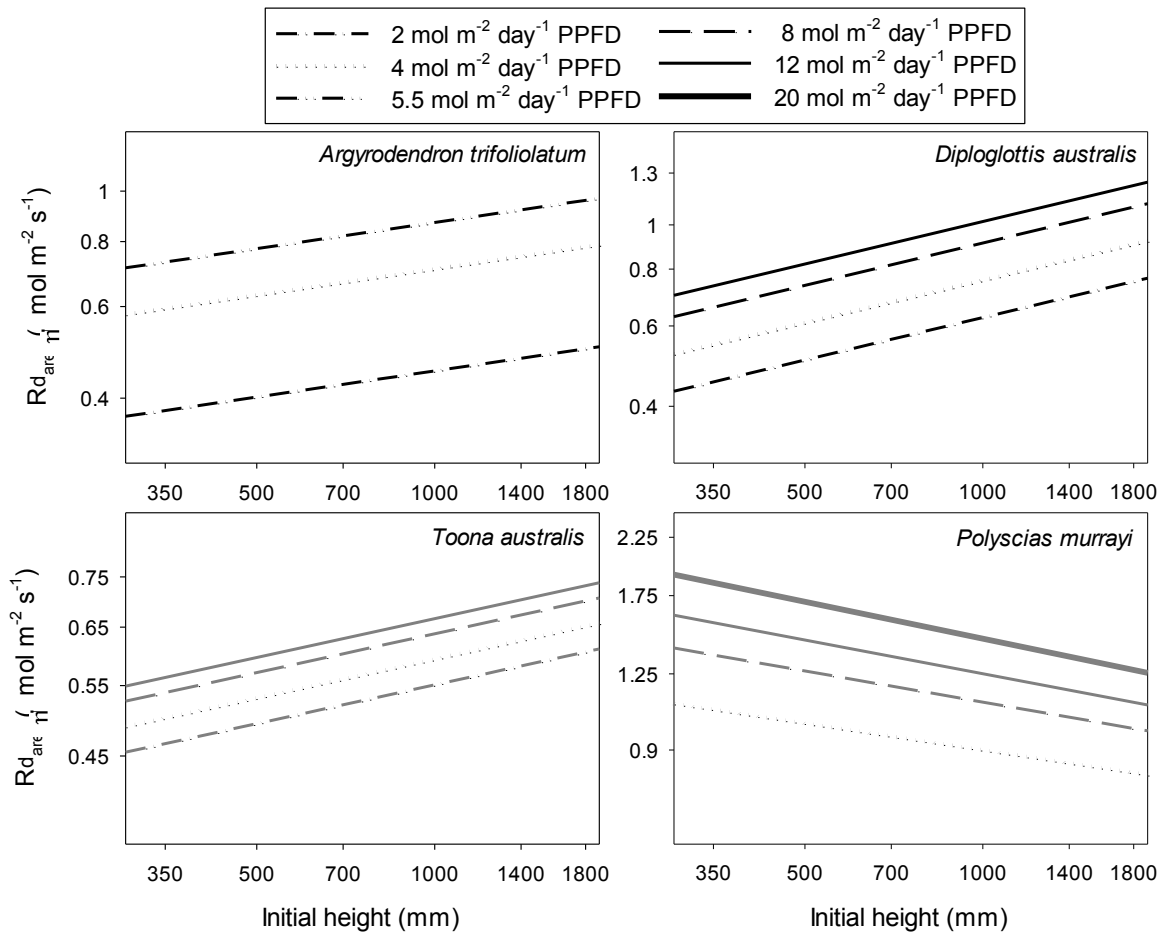 2 mol m⁻² day⁻¹ PPFD
4 mol m⁻² day⁻¹ PPFD
5.5 mol m⁻² day⁻¹ PPFD
8 mol m⁻² day⁻¹ PPFD
12 mol m⁻² day⁻¹ PPFD
20 mol m⁻² day⁻¹ PPFD
Argyrodendron trifoliolatum
Rd mol m⁻² s⁻¹)
1
0.8
0.6
0.4
350 500 700 1000 1400 1800
Diploglottis australis
1.3
1
0.8
0.6
0.4
350 500 700 1000 1400 1800
Toona australis
Rd mol m⁻² s⁻¹)
0.75
0.65
0.55
0.45
350 500 700 1000 1400 1800
Initial height (mm)
Polyscias murrayi
2.25
1.75
1.25
0.9
350 500 700 1000 1400 1800
Initial height (mm)